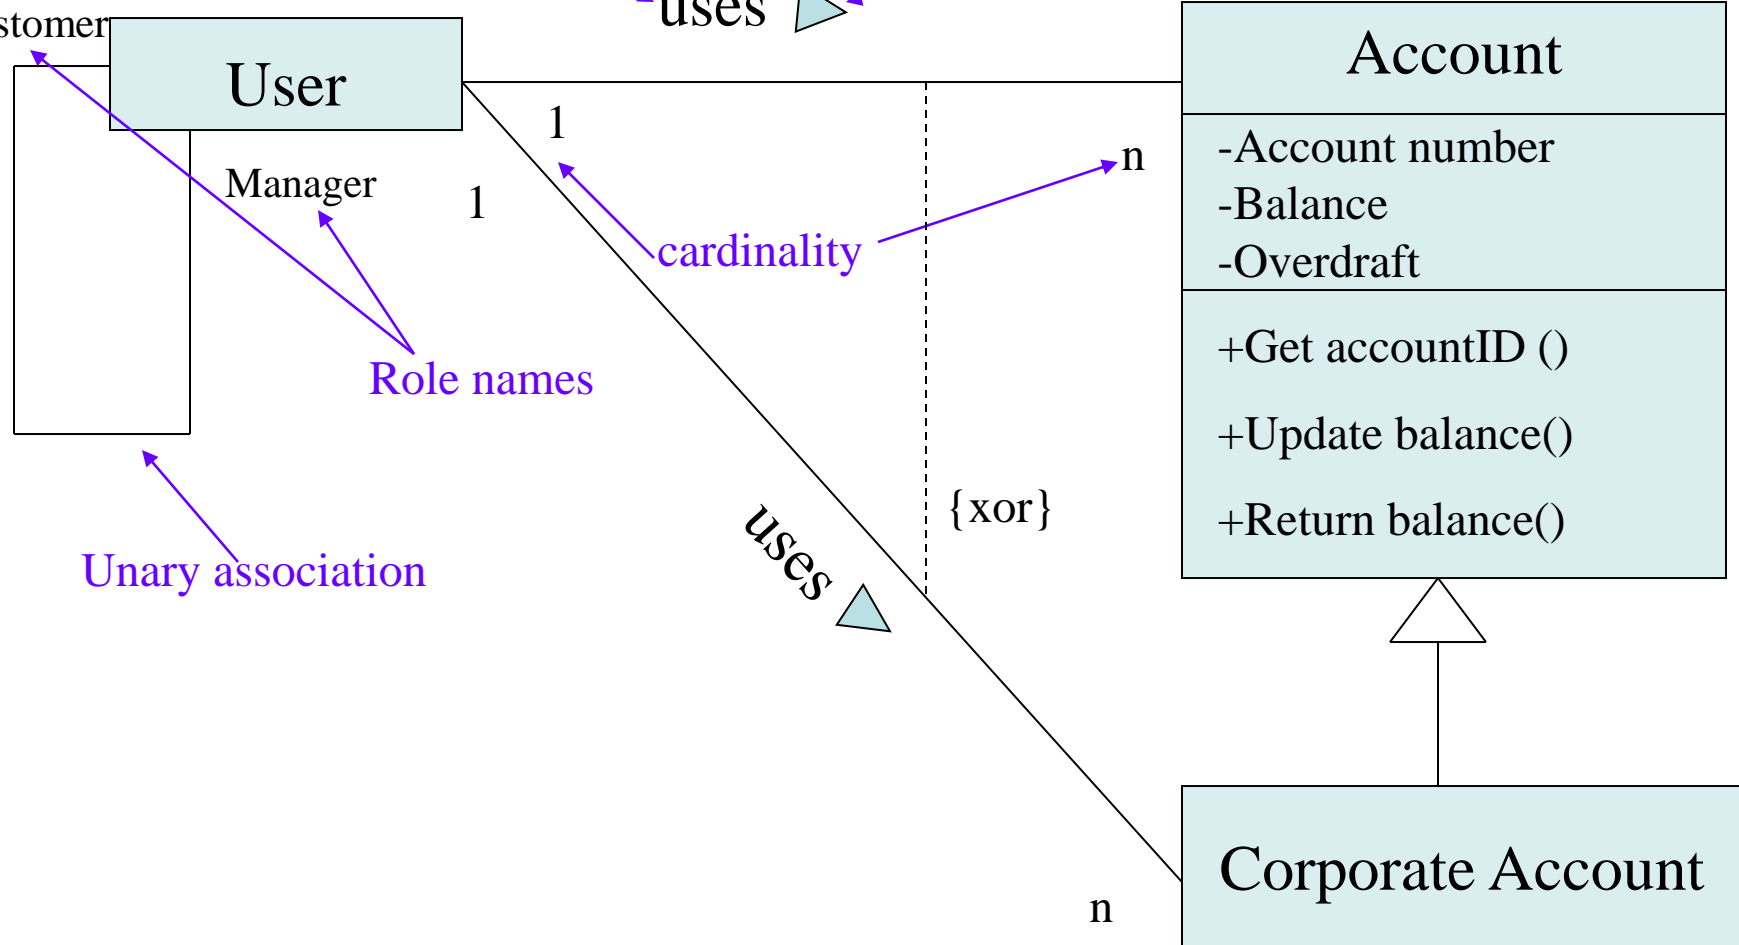 stomer
uses
User
Account
1
n
-Account number
-Balance
-Overdraft
Manager
1
cardinality
+Get accountID ()
Role names
+Update balance()
{xor}
+Return balance()
uses
Unary association
Corporate Account
n